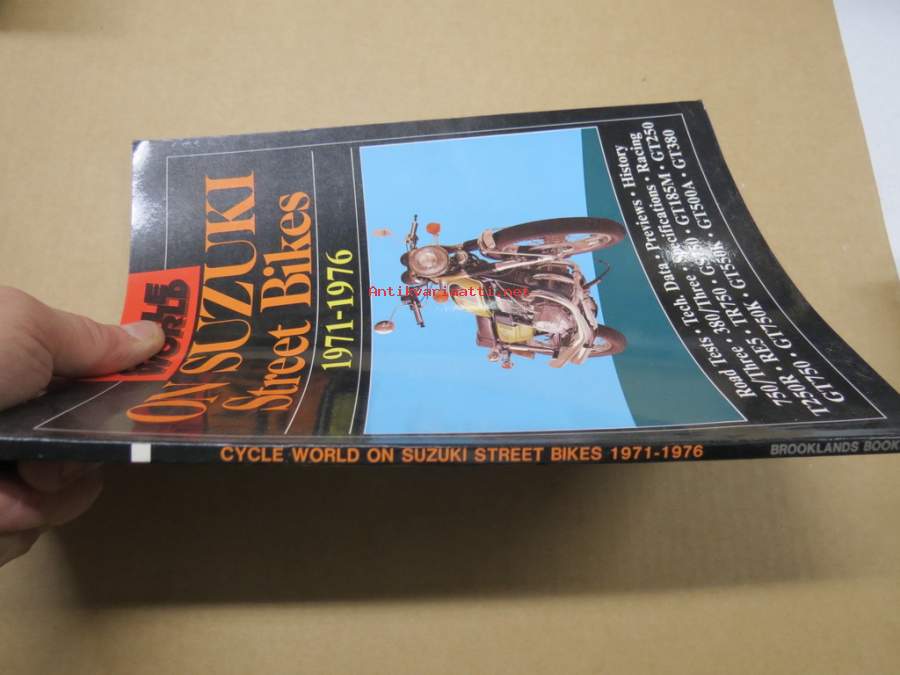 WORLD
ON SUZUKI
Street Bikes
1971-1976
Antikvariaatti.net
Road Tests • Tech. Data • Previews • History
750/Three • 380/Three • Specifications • Racing
T250R • RE5 • TR750 • • GT185M • GT250
GT750 • GT750K • GT550K • GT500A • GT380
CYCLE WORLD ON SUZUKI STREET BIKES 1971-1976
BROOKLANDS BOOK